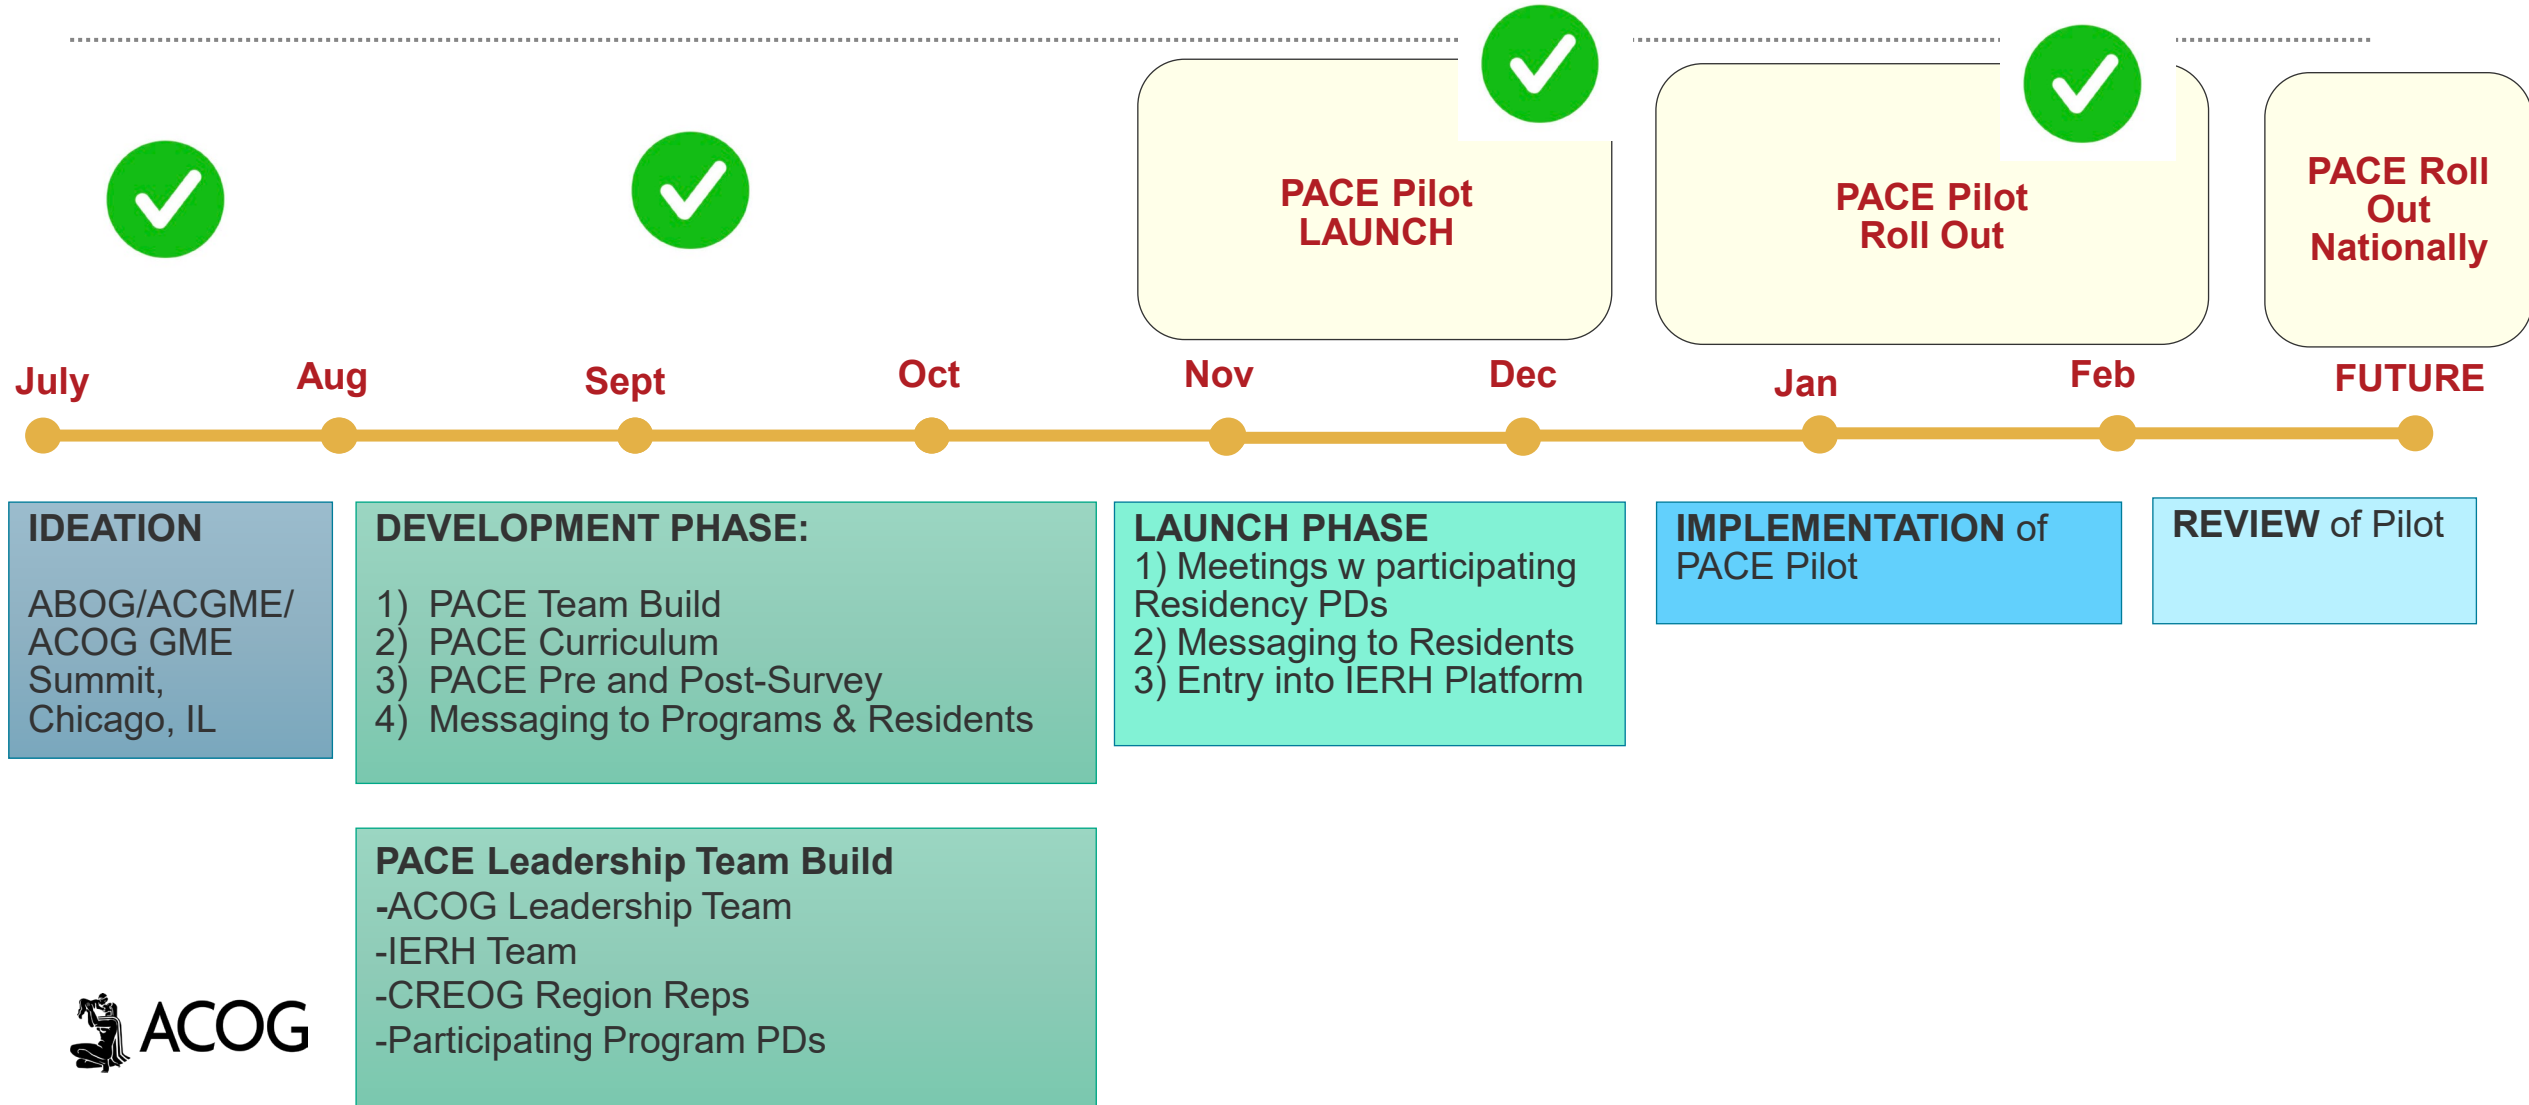 PACE Pilot
LAUNCH
PACE Pilot
Roll Out
PACE Roll
Out
Nationally
July
Aug
Sept
Oct
Nov
Dec
Jan
Feb
FUTURE
IDEATION
ABOG/ACGME/
ACOG GME
Summit,
Chicago, IL
DEVELOPMENT PHASE:
1) PACE Team Build
2) PACE Curriculum
3) PACE Pre and Post-Survey
4) Messaging to Programs & Residents
LAUNCH PHASE
1) Meetings w participating
Residency PDs
2) Messaging to Residents
3) Entry into IERH Platform
IMPLEMENTATION of
PACE Pilot
REVIEW of Pilot
PACE Leadership Team Build
-ACOG Leadership Team
-IERH Team
-CREOG Region Reps
-Participating Program PDs
ACOG